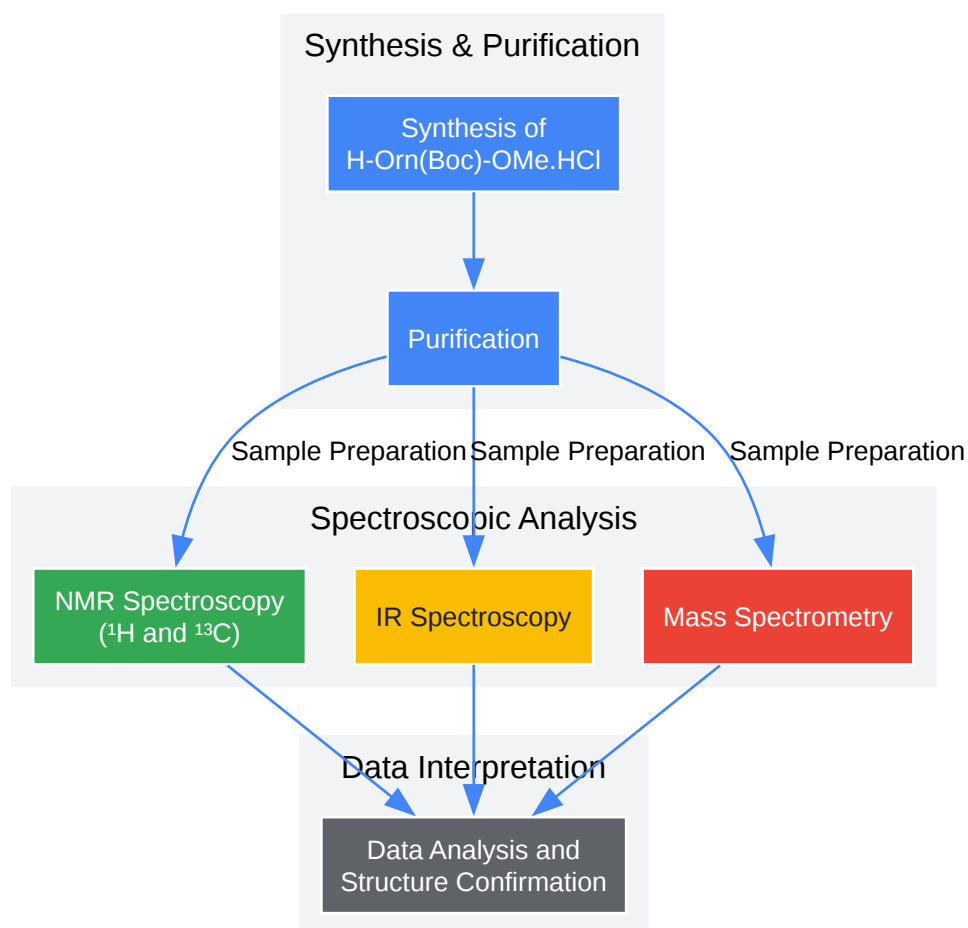 Synthesis & Purification
Synthesis of
H-Orn(Boc)-OMe.HCl
Purification
Sample Preparation
Sample Preparation
Sample Preparation
Spectroscopic Analysis
NMR Spectroscopy
(¹H and ¹³C)
IR Spectroscopy
Mass Spectrometry
Data Interpretation
Data Analysis and
Structure Confirmation